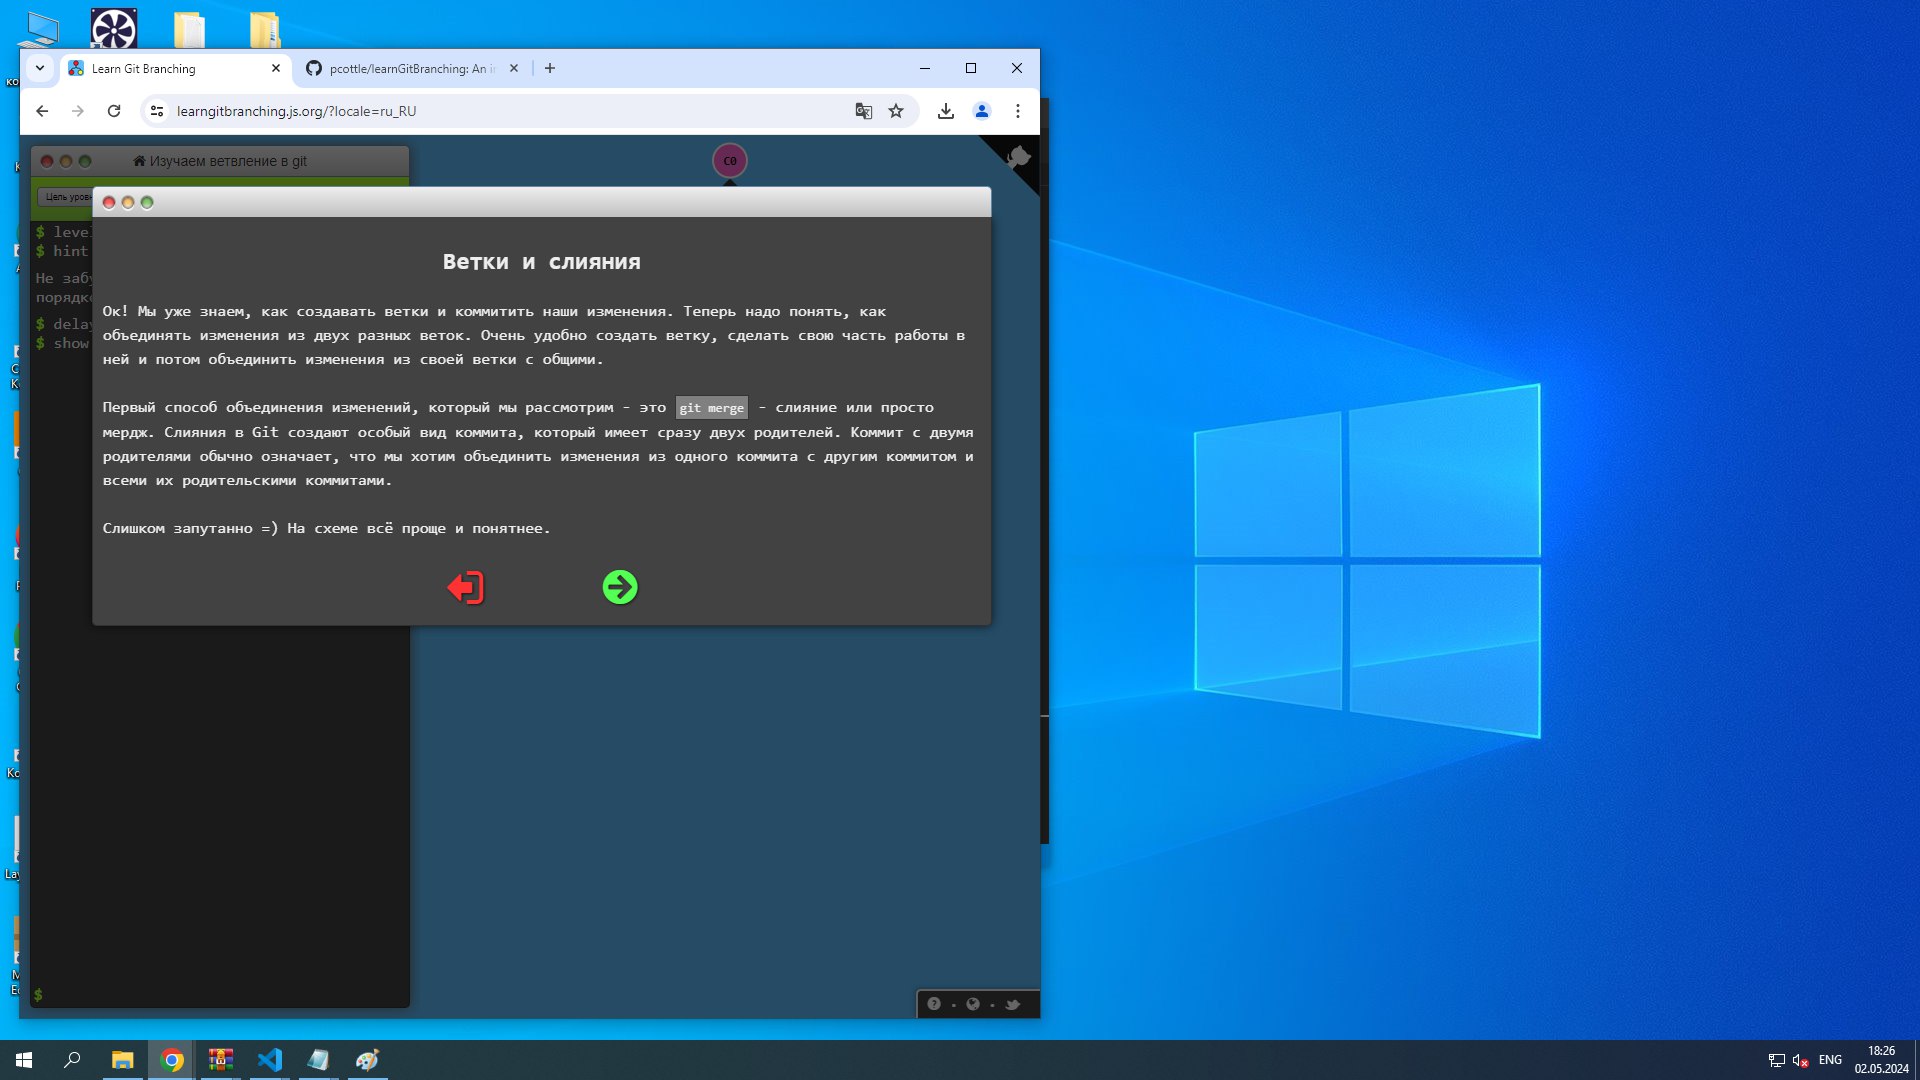 Learn Git Branching
pcottle/learnGitBranching: An in
learngitbranching.js.org/?locale=ru_RU
Изучаем ветвление в git
C0
Цель уровн
$ level
$ hint
Не забу
порядко
$ delay
$ show
Ветки и слияния
Ок! Мы уже знаем, как создавать ветки и коммитить наши изменения. Теперь надо понять, как
объединять изменения из двух разных веток. Очень удобно создать ветку, сделать свою часть работы в
ней и потом объединить изменения из своей ветки с общими.
Первый способ объединения изменений, который мы рассмотрим - это git merge - слияние или просто
мердж. Слияния в Git создают особый вид коммита, который имеет сразу двух родителей. Коммит с двумя
родителями обычно означает, что мы хотим объединить изменения из одного коммита с другим коммитом и
всеми их родительскими коммитами.
Слишком запутанно =) На схеме всё проще и понятнее.
$
ENG
18:26
02.05.2024